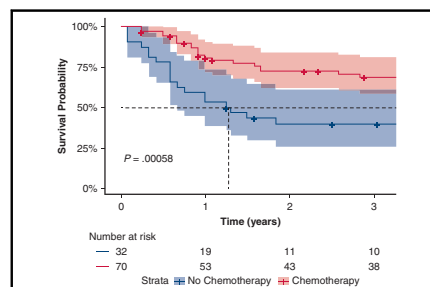 100%
75%
50%
25%
0%
Survival Probability
P = .00058
0 1 2 3
Time (years)
Number at risk
32 19 11 10
70 53 43 38
Strata No Chemotherapy Chemotherapy